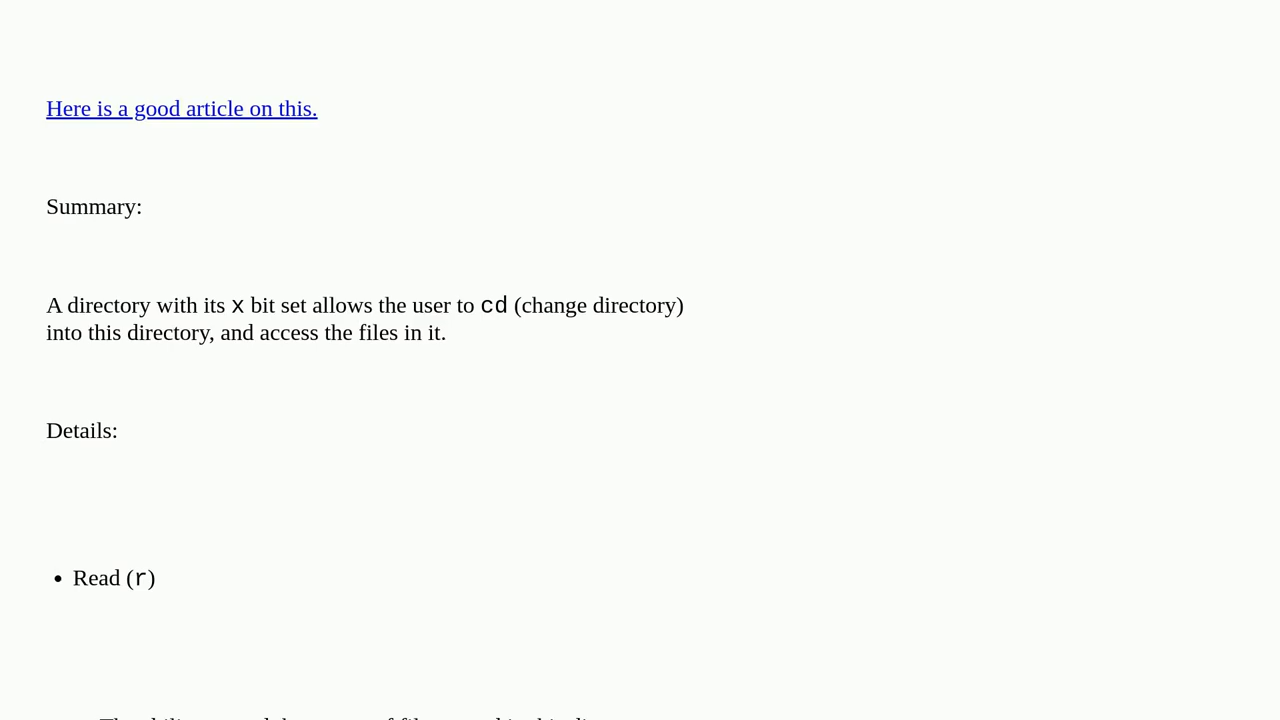 Here is a good article on this.
Summary:
A directory with its x bit set allows the user to cd (change directory)
into this directory, and access the files in it.
Details:
• Read (r)